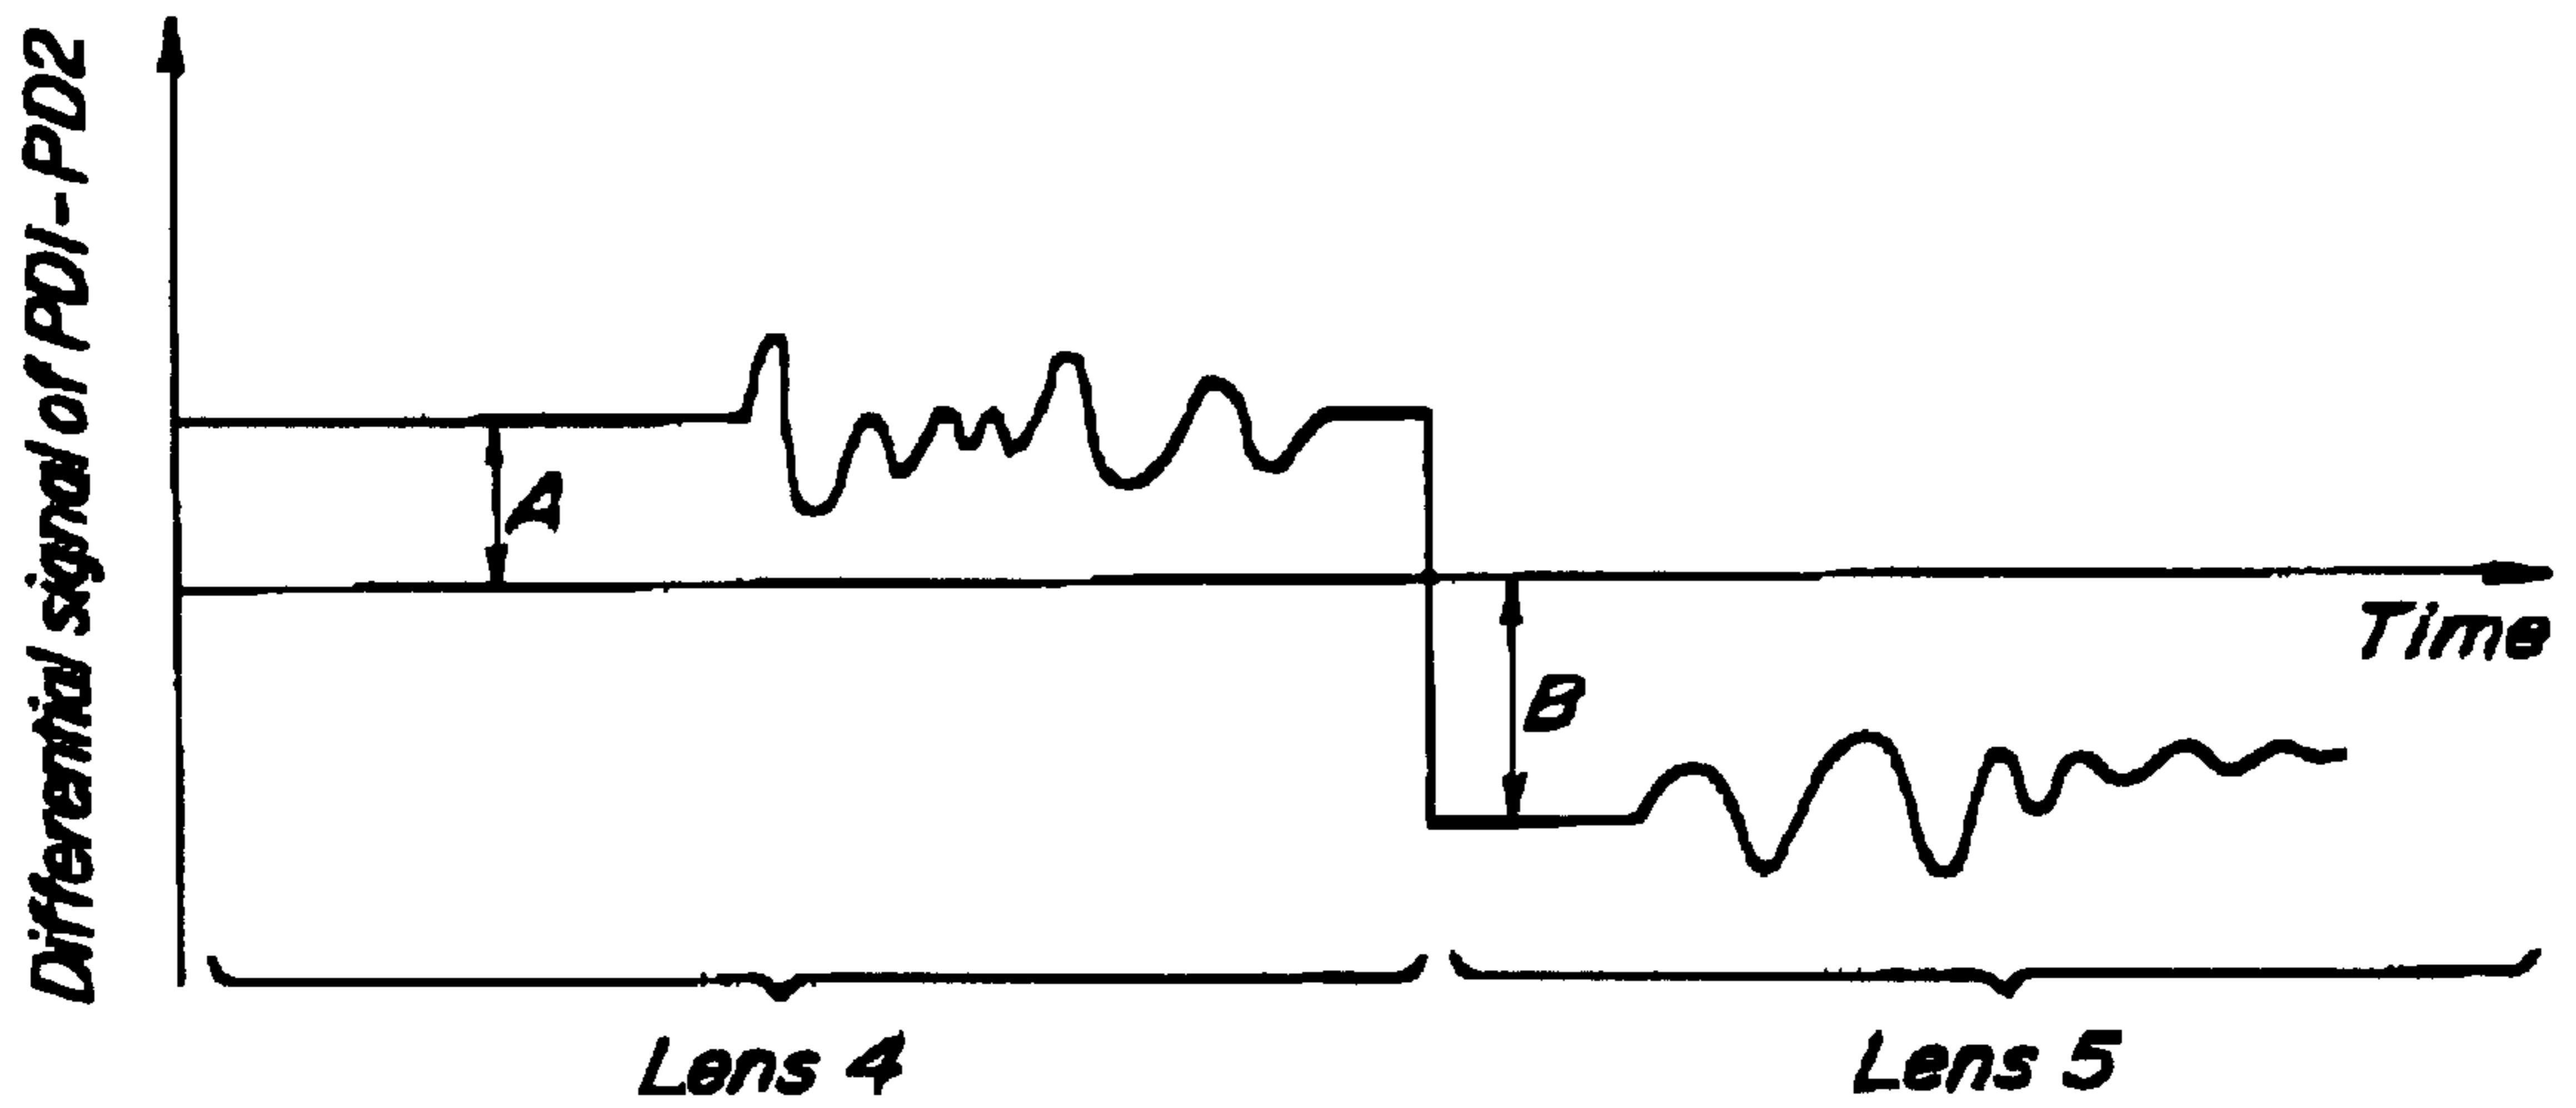 Differential signal of PD1-PD2
A
B
Time
Lens 4
Lens 5